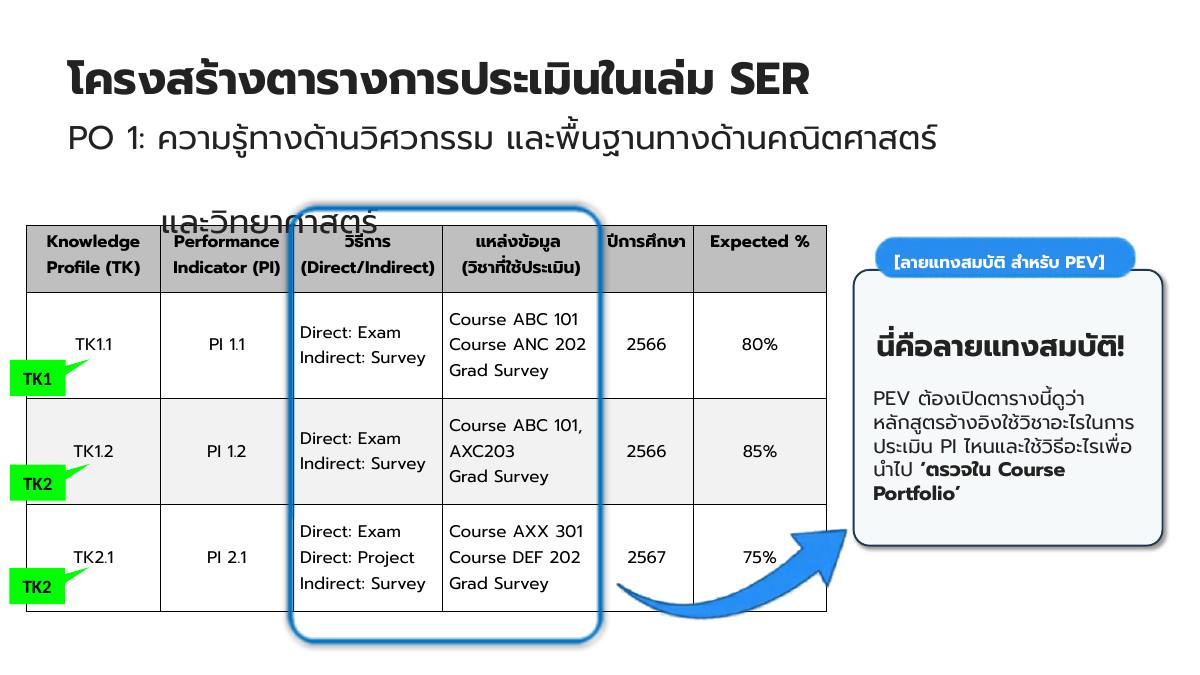 โครงสร้างตารางการประเมินในเล่ม SER
PO 1: ความรู้ทางด้านวิศวกรรม และพื้นฐานทางด้านคณิตศาสตร์
และวิทยาศาสตร์
Knowledge Profile (TK)
Performance Indicator (PI)
วิธีการ (Direct/Indirect)
แหล่งข้อมูล (วิชาที่ใช้ประเมิน)
ปีการศึกษา
Expected %
TK1.1
PI 1.1
Direct: Exam
Indirect: Survey
Course ABC 101
Course ANC 202
Grad Survey
2566
80%
TK1
TK1.2
PI 1.2
Direct: Exam
Indirect: Survey
Course ABC 101,
AXC203
Grad Survey
2566
85%
TK2
TK2.1
PI 2.1
Direct: Exam
Direct: Project
Indirect: Survey
Course AXX 301
Course DEF 202
Grad Survey
2567
75%
TK2
[ลายแทงสมบัติ สำหรับ PEV]
นี่คือลายแทงสมบัติ!
PEV ต้องเปิดตารางนี้ดูว่า
หลักสูตรอ้างอิงใช้วิชาอะไรในการ
ประเมิน PI ไหนและใช้วิธีอะไรเพื่อ
นำไป ‘ตรวจใน Course
Portfolio’